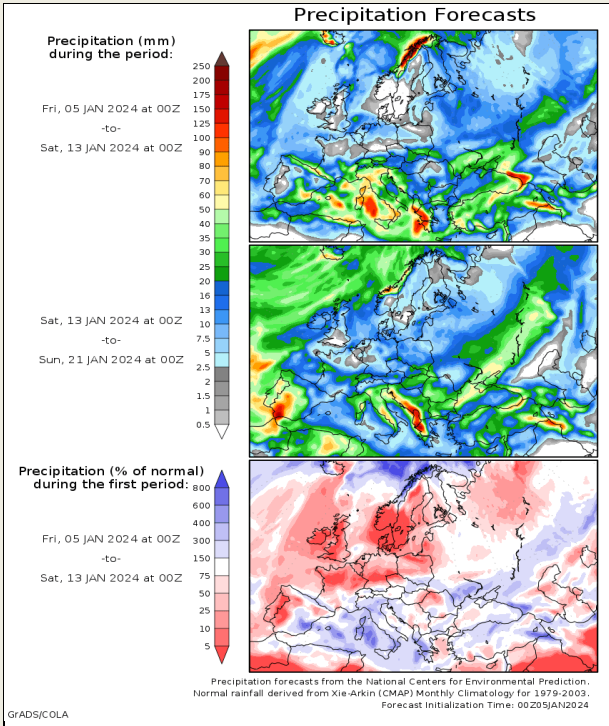 Precipitation Forecasts
Precipitation (mm)
during the period:
Fri, 05 JAN 2024 at 00Z
-to-
Sat, 13 JAN 2024 at 00Z
250
200
175
150
125
100
90
80
70
60
50
40
35
30
25
20
16
13
10
7.5
5
2.5
2
1.5
1
0.5
Sat, 13 JAN 2024 at 00Z
-to-
Sun, 21 JAN 2024 at 00Z
Precipitation (% of normal)
during the first period:
Fri, 05 JAN 2024 at 00Z
-to-
Sat, 13 JAN 2024 at 00Z
800
600
400
300
150
75
50
25
10
5
Precipitation forecasts from the National Centers for Environmental Prediction.
Normal rainfall derived from Xie-Arkin (CMAP) Monthly Climatology for 1979-2003.
Forecast Initialization Time: 00Z05JAN2024
GrADS/COLA